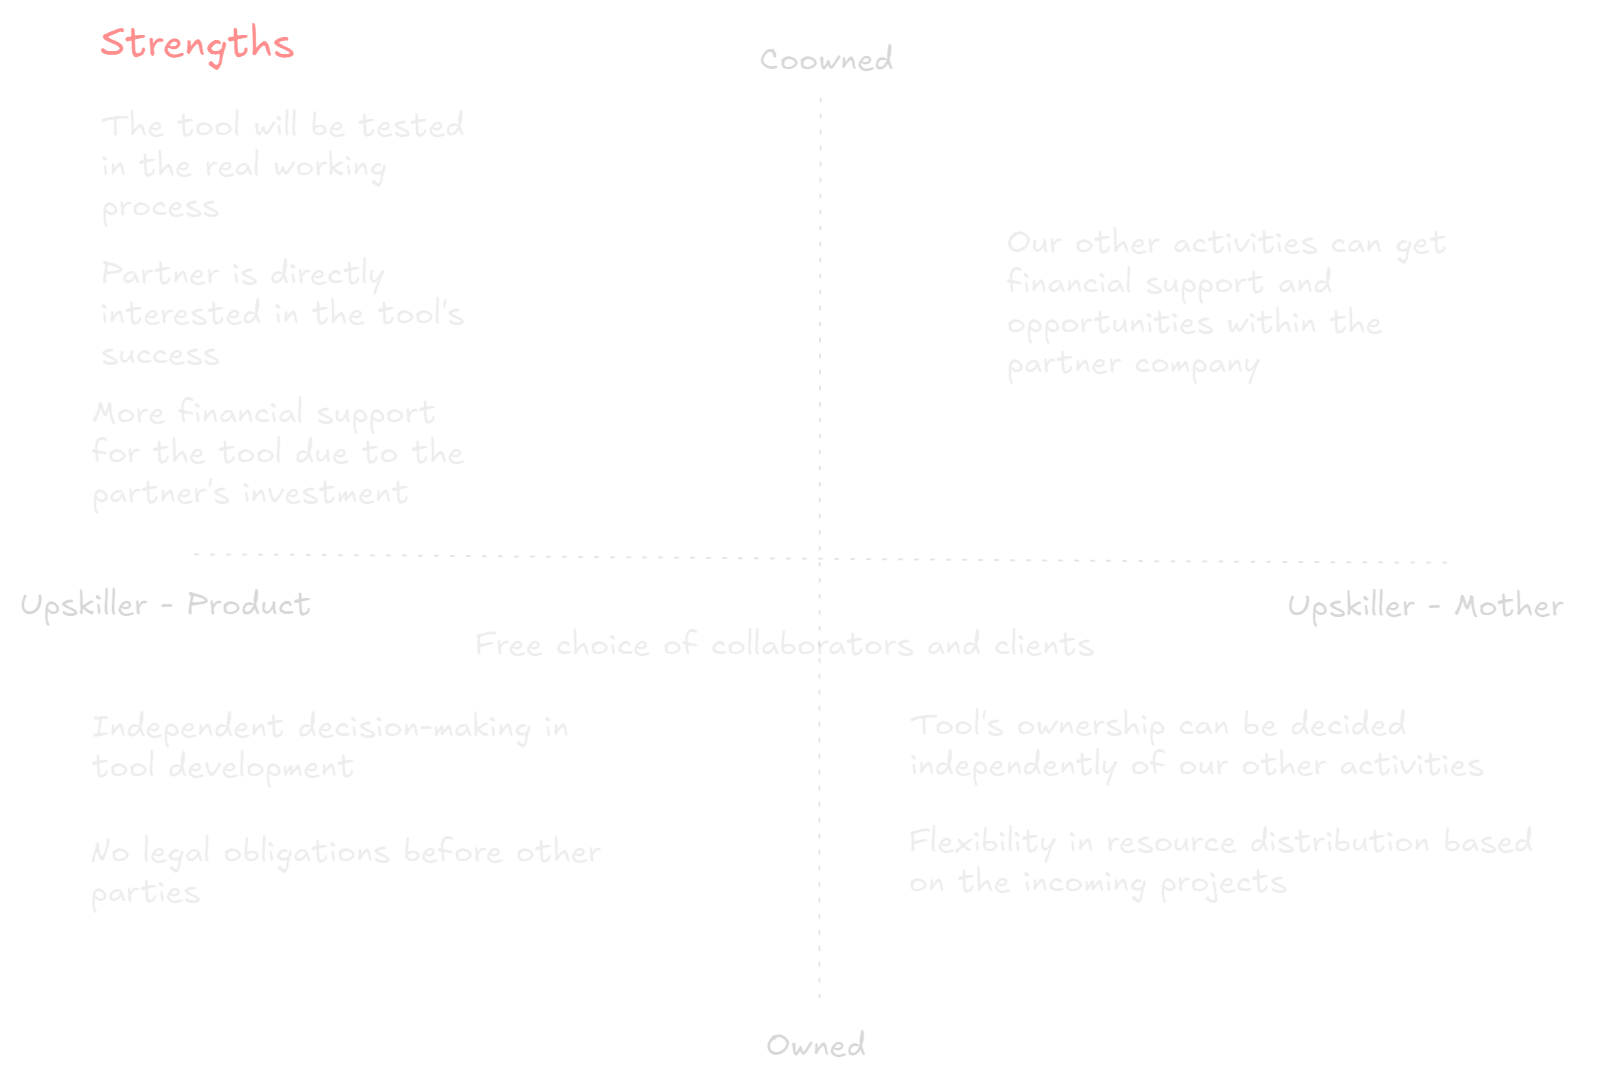 Strengths
Coowned
The tool will be tested
in the real working
process
Partner is directly
interested in the tool's
success
More financial support
for the tool due to the
partner's investment
Our other activities can get
financial support and
opportunities within the
partner company
Upskiller - Product
Upskiller - Mother
Free choice of collaborators and clients
Independent decision-making in
tool development
No legal obligations before other
parties
Tool's ownership can be decided
independently of our other activities
Flexibility in resource distribution based
on the incoming projects
Owned